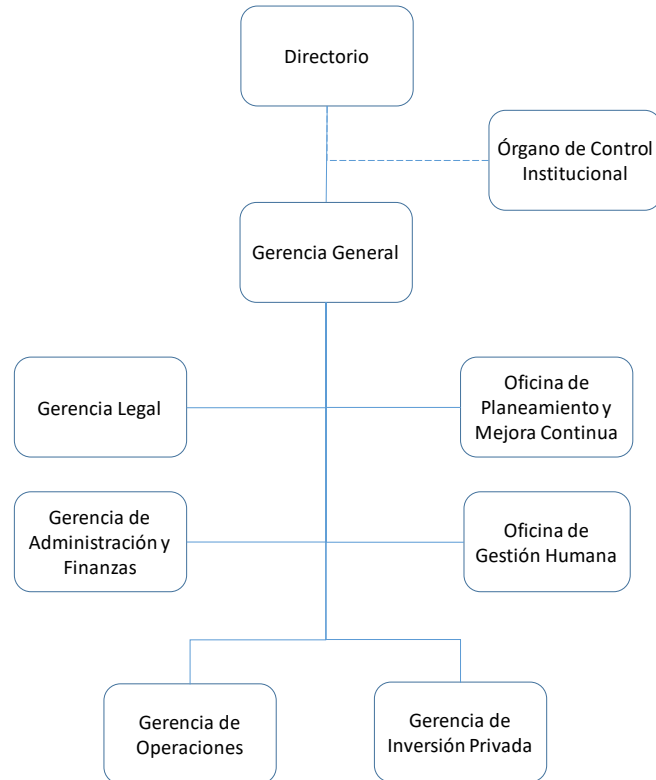 Directorio
Órgano de Control
Institucional
Gerencia General
Gerencia Legal
Oficina de
Planeamiento y
Mejora Continua
Gerencia de
Administración y
Finanzas
Oficina de
Gestión Humana
Gerencia de
Operaciones
Gerencia de
Inversión Privada